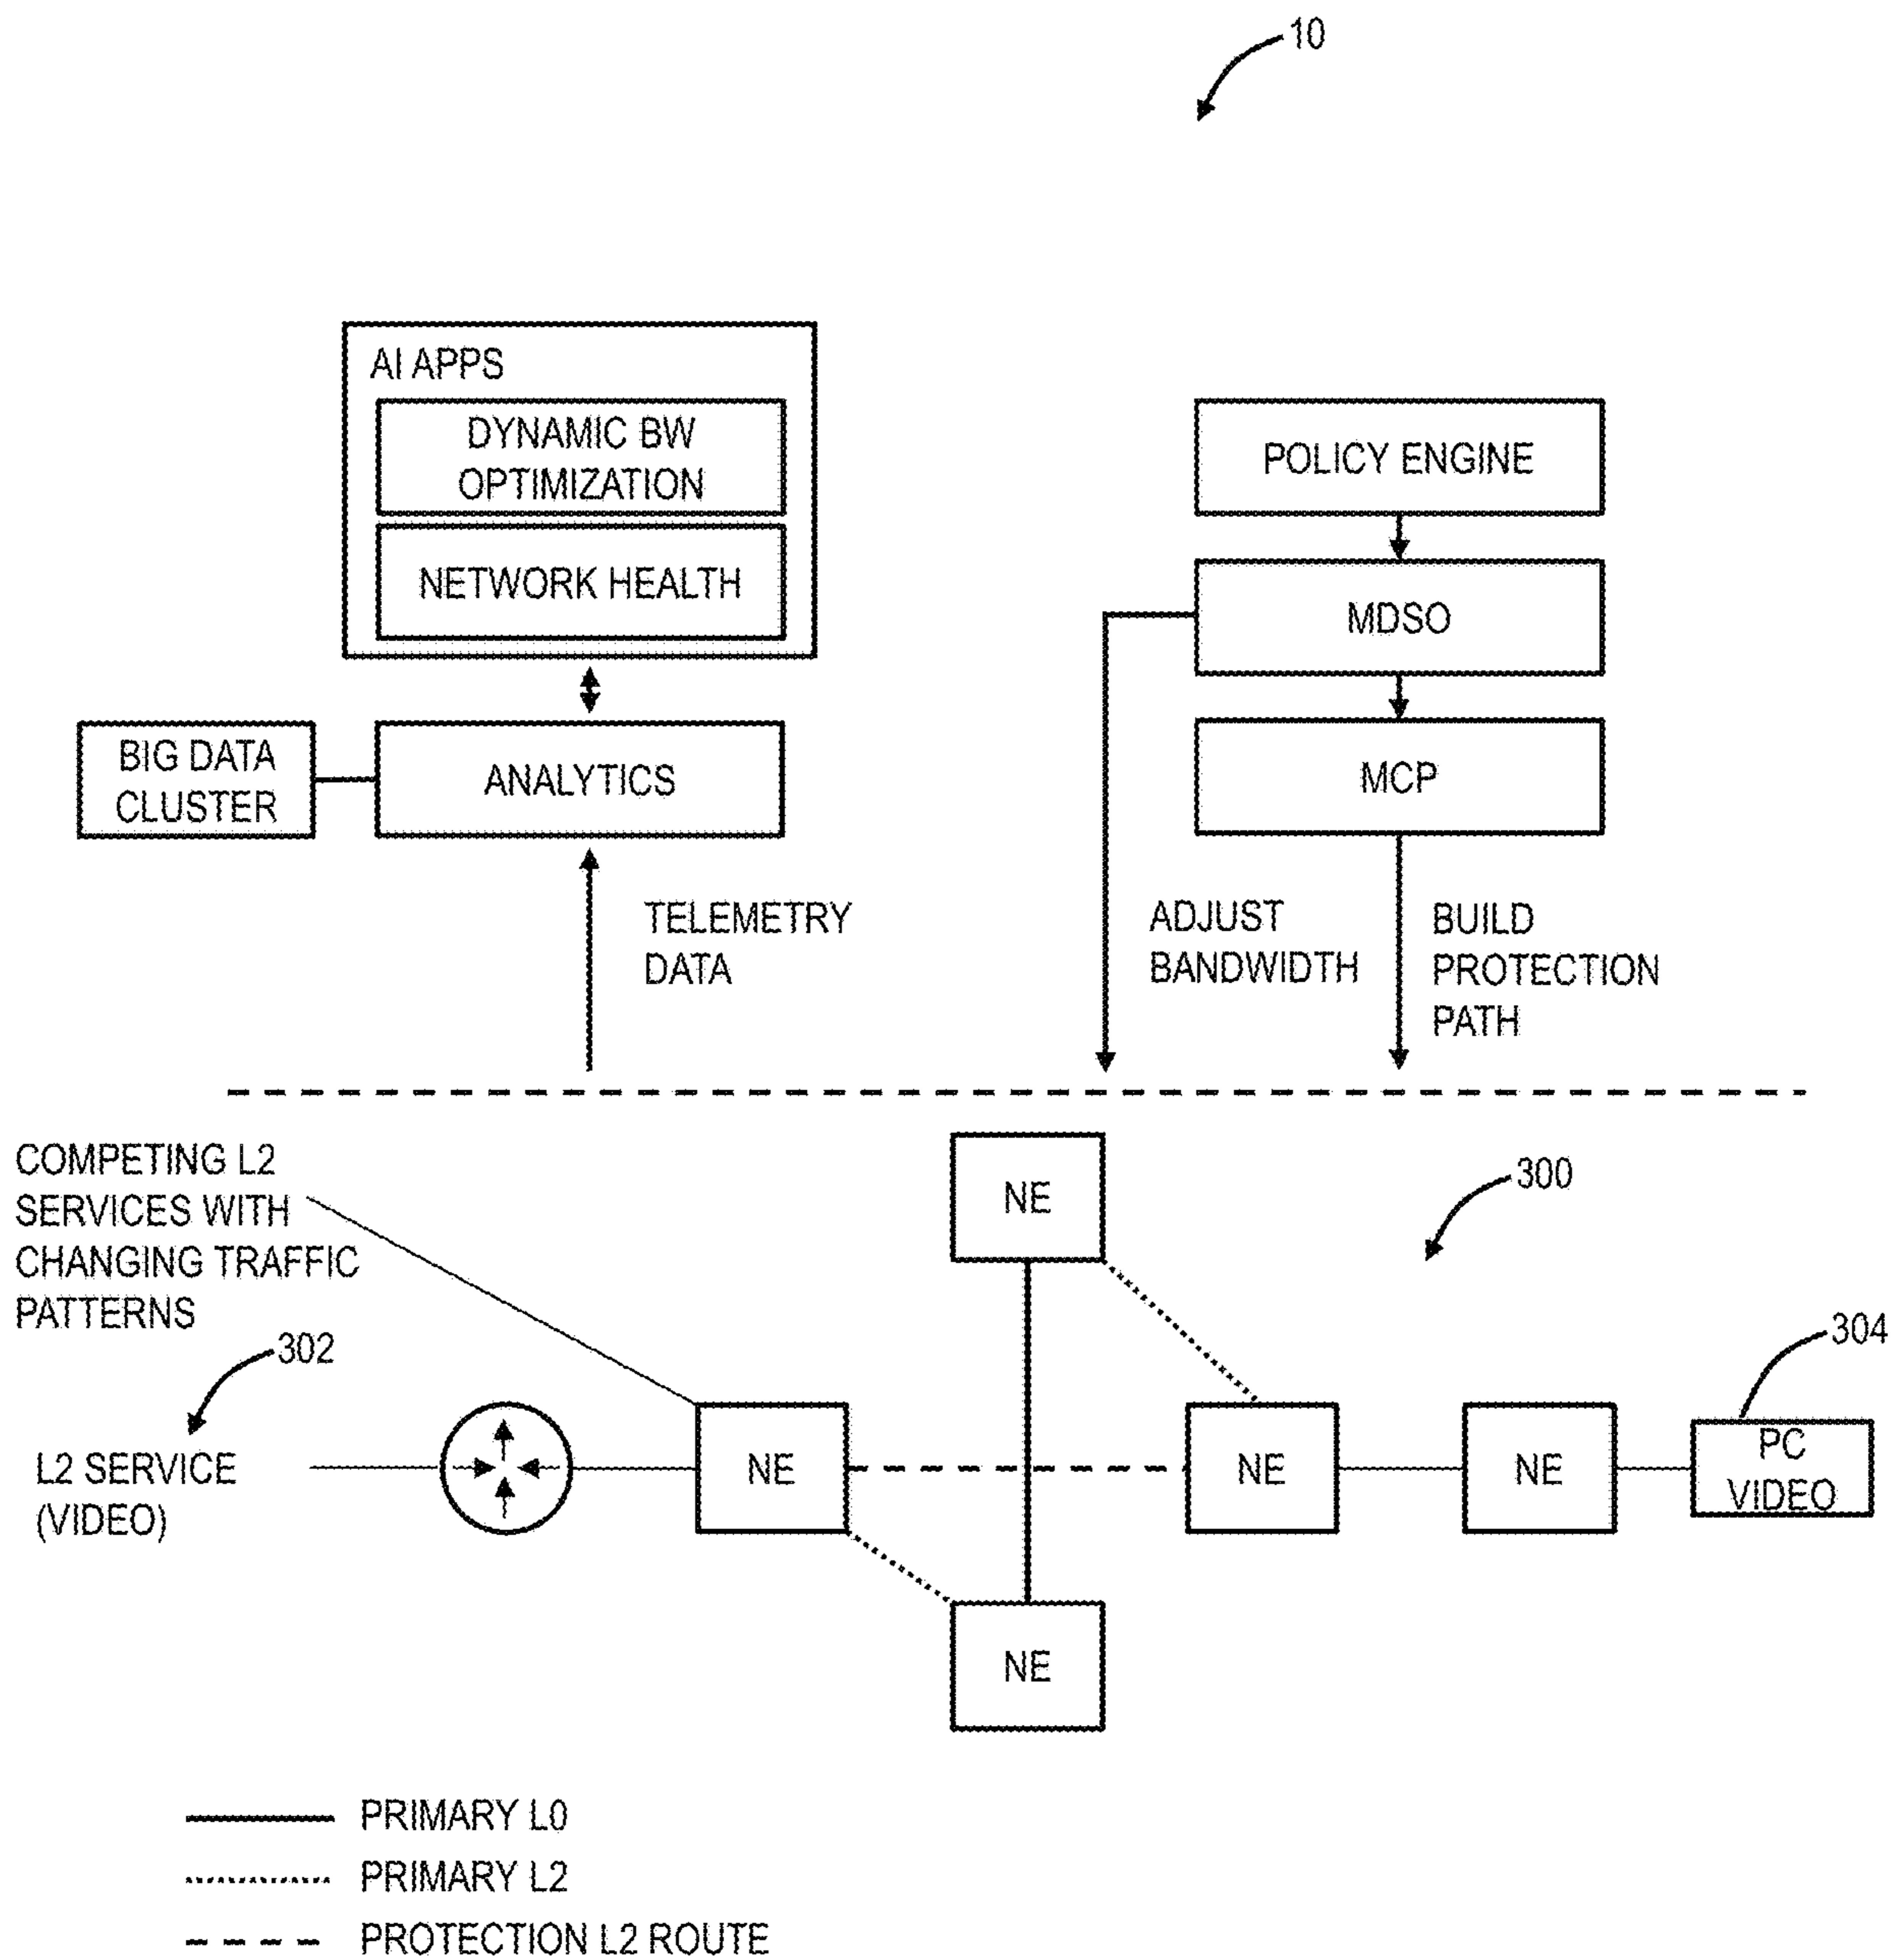 10
AI APPS
DYNAMIC BW
OPTIMIZATION
NETWORK HEALTH
POLICY ENGINE
MDSO
MCP
BIG DATA
CLUSTER
ANALYTICS
TELEMETRY
DATA
ADJUST
BANDWIDTH
BUILD
PROTECTION
PATH
COMPETING L2
SERVICES WITH
CHANGING TRAFFIC
PATTERNS
NE
300
302
304
L2 SERVICE
(VIDEO)
NE
NE
NE
PC
VIDEO
NE
PRIMARY L0
PRIMARY L2
PROTECTION L2 ROUTE